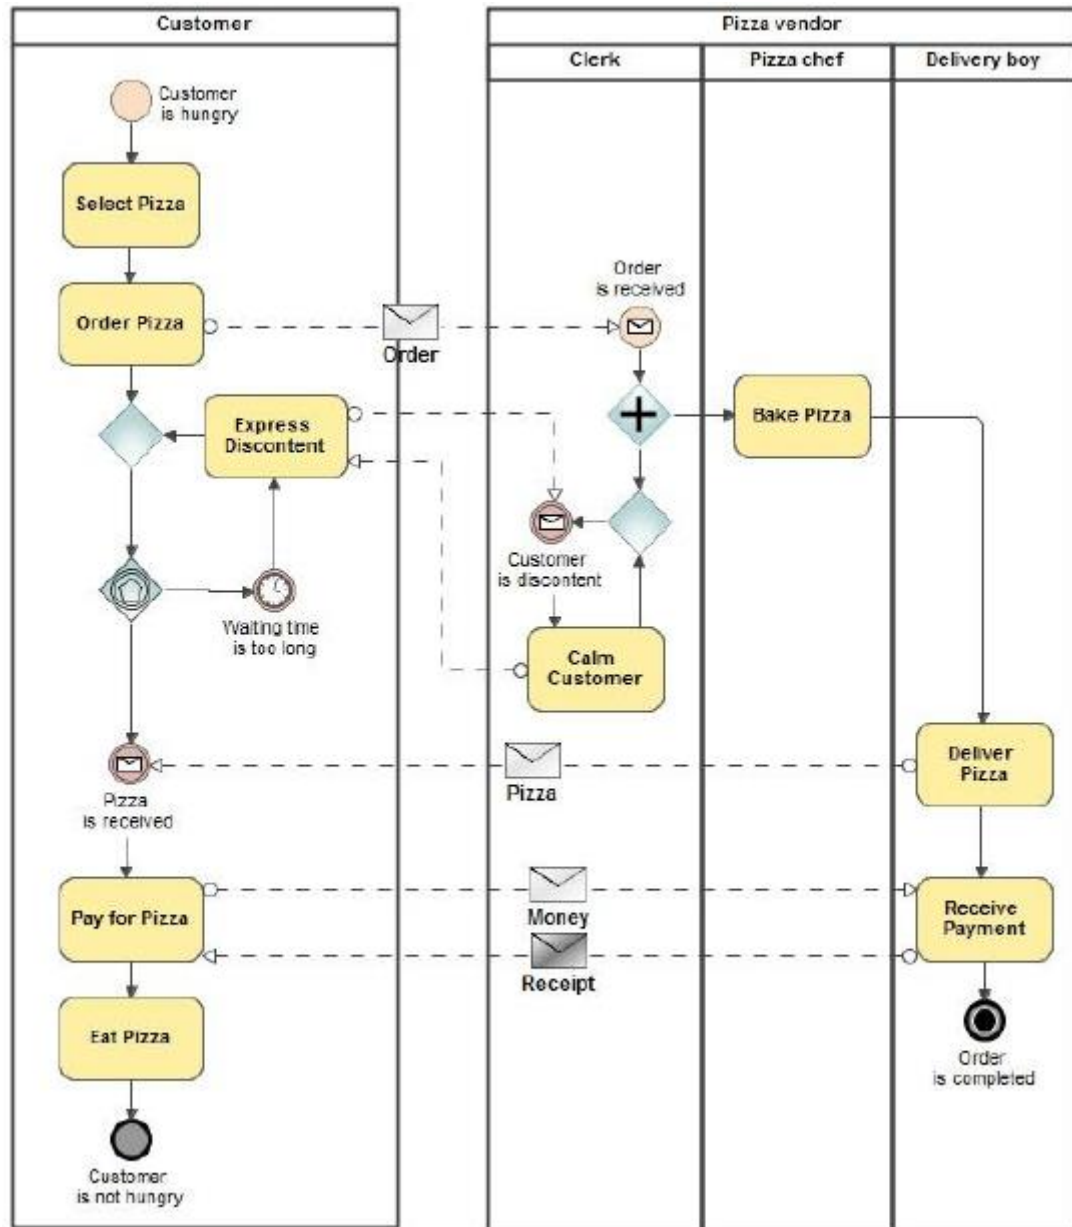 Customer
Pizza vendor
Clerk
Pizza chef
Delivery boy
Customer
is hungry
Select Pizza
Order
is received
Order Pizza
Order
Express
Discontent
Bake Pizza
Customer
is discontent
Waiting time
is too long
Calm
Customer
Deliver
Pizza
Pizza
Pizza
is received
Pay for Pizza
Money
Receive
Payment
Receipt
Eat Pizza
Order
is completed
Customer
is not hungry